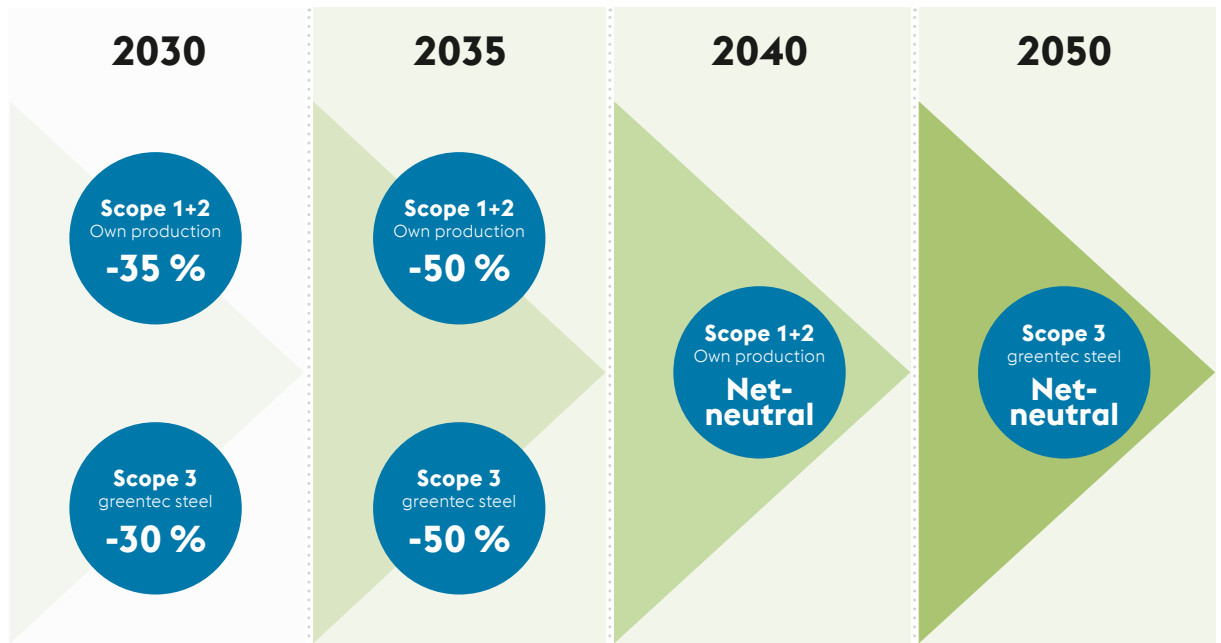 2030
Scope 1+2
Own production
-35 %
Scope 3
greentec steel
-30 %
2035
Scope 1+2
Own production
-50 %
Scope 3
greentec steel
-50 %
2040
Scope 1+2
Own production
Net-
neutral
2050
Scope 3
greentec steel
Net-
neutral